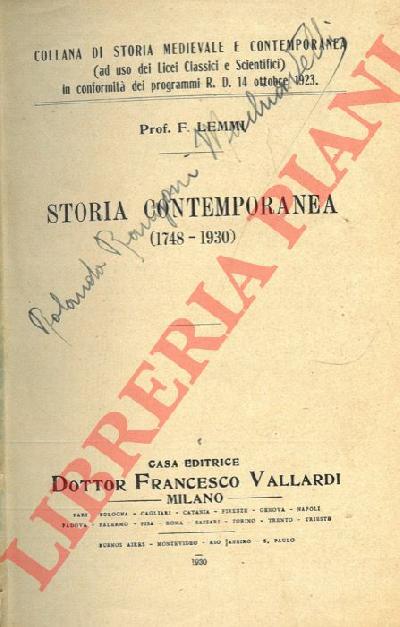 COLLANA DI STORIA MEDIEVALE E CONTEMPORANEA
(ad uso dei Licei Classici e Scientifici)
in conformità dei programmi R. D. 14 ottobre 1923.
Prof. F. LEMMI
STORIA CONTEMPORANEA
(1748 - 1930)
Rolando
LIBRERIA PIANI
CASA EDITRICE
DOTTOR FRANCESCO VALLARDI
MILANO
BARI - BOLOGNA - CAGLIARI - CATANIA - FIRENZE - GENOVA - NAPOLI
PADOVA - PALERMO - PISA - ROMA - SASSARI - TORINO - TRENTO - TRIESTE
BUENOS AIRES - MONTEVIDEO - RIO JANEIRO - S. PAULO
1930